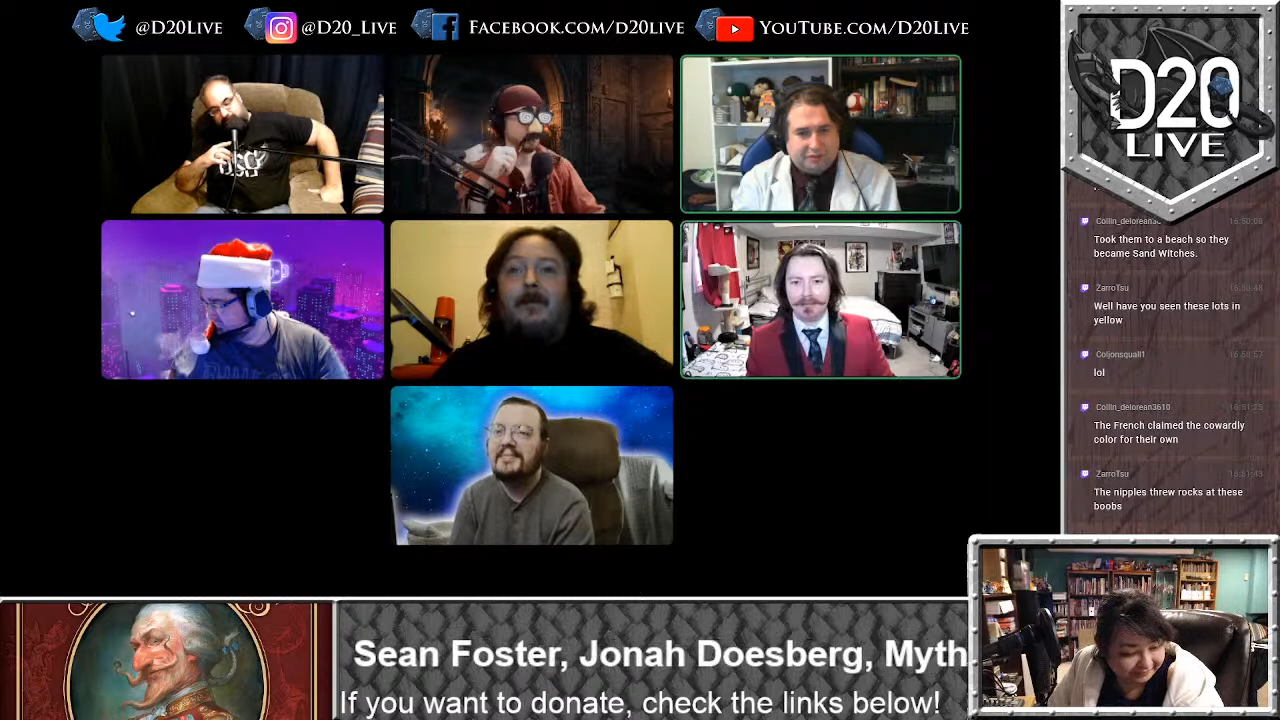 @D20Live
@D20_Live
Facebook.com/d20live
YouTube.com/D20Live
D20
LIVE
Took them to a beach so they
became Sand Witches.
ZarroTsu
Well have you seen these lots in
yellow
Coljonsquall1
lol
Collin_delorean3610
The French claimed the cowardly
color for their own
ZarroTsu
The nipples threw rocks at these
boobs
Sean Foster, Jonah Doesberg, Myth
If you want to donate, check the links below!